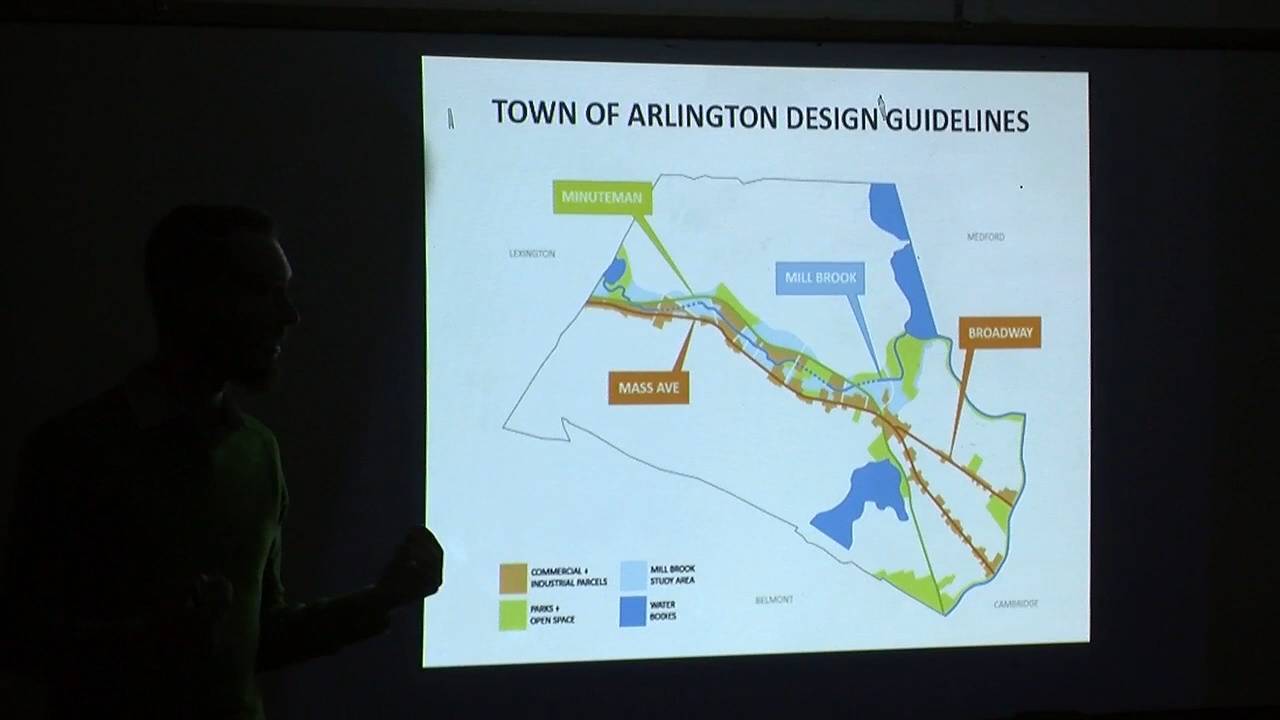 TOWN OF ARLINGTON DESIGN GUIDELINES
MINUTEMAN
LEXINGTON
MEDFORD
MILL BROOK
BROADWAY
MASS AVE
COMMERCIAL +
INDUSTRIAL PARCELS
MILL BROOK
STUDY AREA
PARKS +
OPEN SPACE
WATER
BODIES
BELMONT
CAMBRIDGE